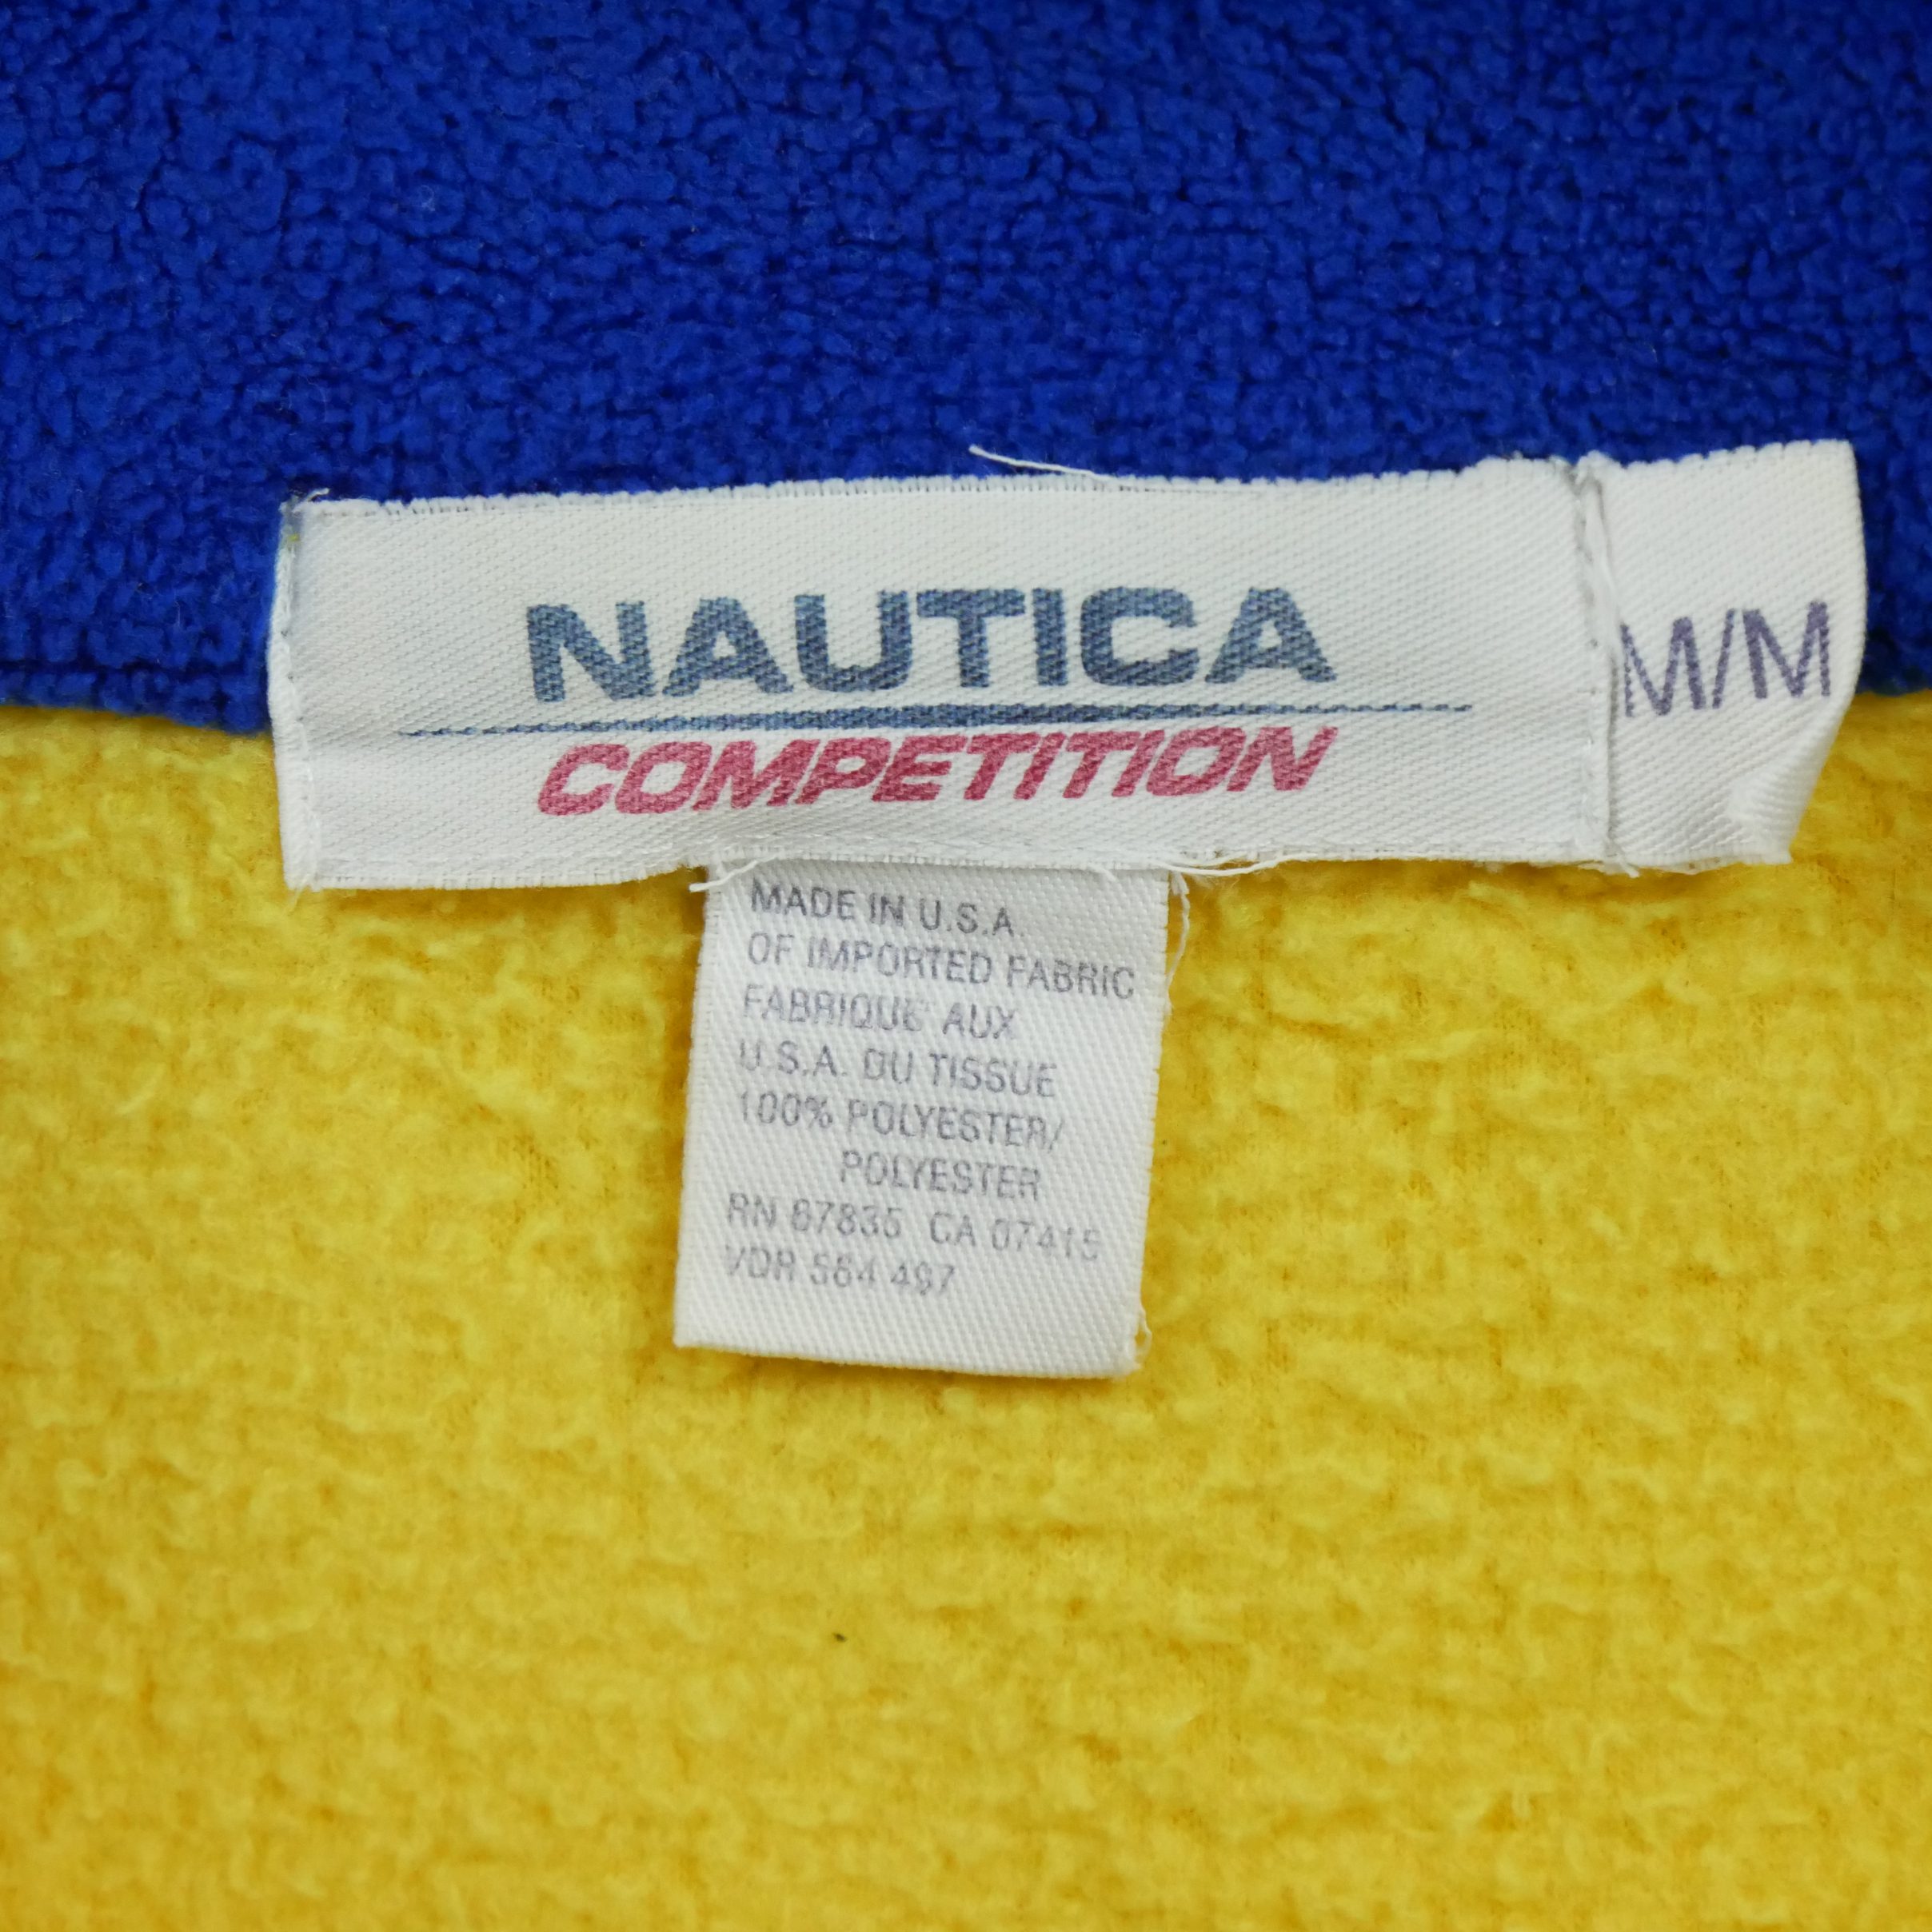 NAUTICA
COMPETITION
M/M
MADE IN U.S.A.
OF IMPORTED FABRIC
FABRIQUE AUX
U.S.A. DU TISSUE
100% POLYESTER/
POLYESTER
RN 67835 CA 07415
VDR 564 497